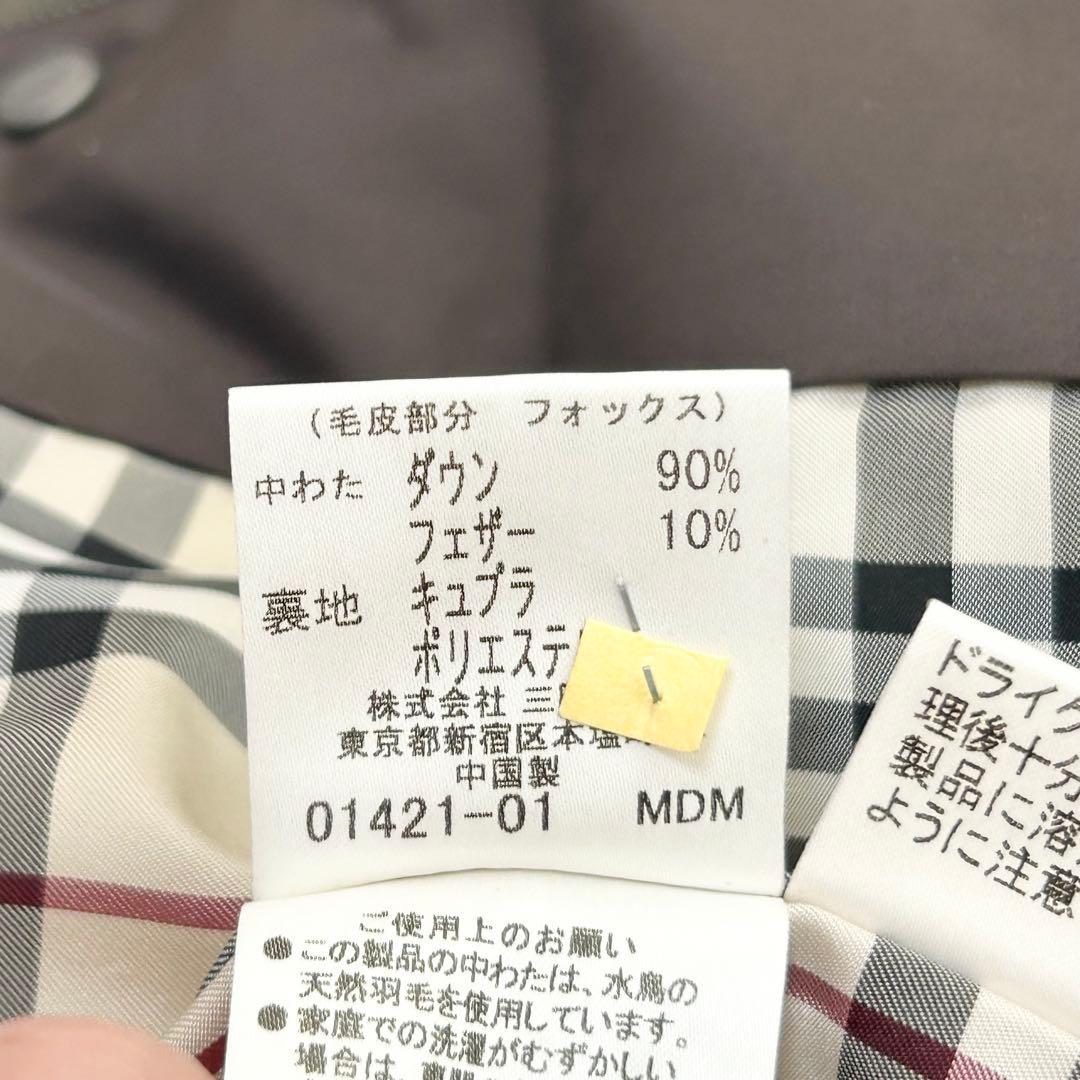 (毛皮部分 フォックス)
中わた ダウン 90%
フェザー 10%
裏地 キュプラ
ポリエステ
株式会社 三
東京都新宿区本塩
中国製
01421-01 MDM
ご使用上のお願い
●この製品の中わたは、水鳥の
天然羽毛を使用しています。
●家庭での洗濯がむずかしい
場合は、
ドライク
理後十分
製品に溶
ように注意